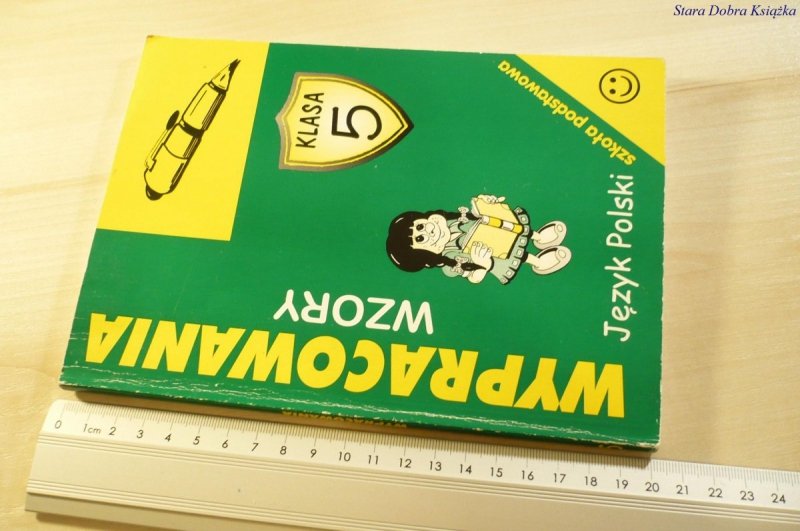 Stara Dobra Książka
KLASA
5
szkoła podstawowa
Język Polski
WZORY
WYPRACOWANIA
WYPRACOWANIA
0 1cm 2 3 4 5 6 7 8 9 10 11 12 13 14 15 16 17 18 19 20 21 22 23 24